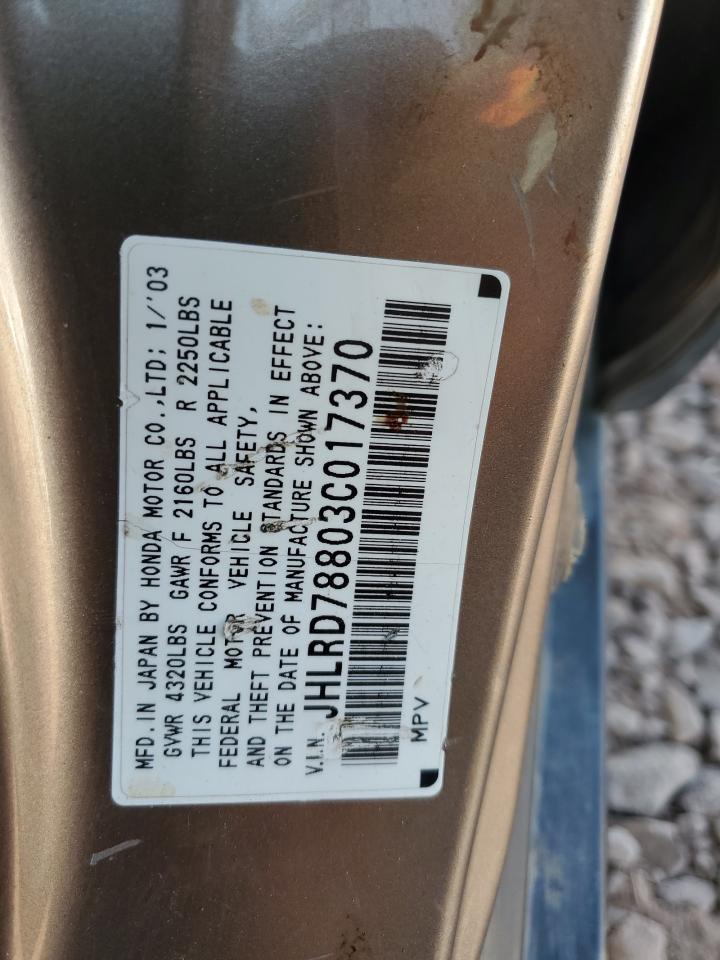 MFD. IN JAPAN BY HONDA MOTOR CO.,LTD: 1/'03
GVWR 4320LBS GAWR F 2160LBS R 2250LBS
THIS VEHICLE CONFORMS TO ALL APPLICABLE
FEDERAL MOTOR VEHICLE SAFETY,
AND THEFT PREVENTION STANDARDS IN EFFECT
ON THE DATE OF MANUFACTURE SHOWN ABOVE:
V.I.N. JHLRD78803C017370
MPV